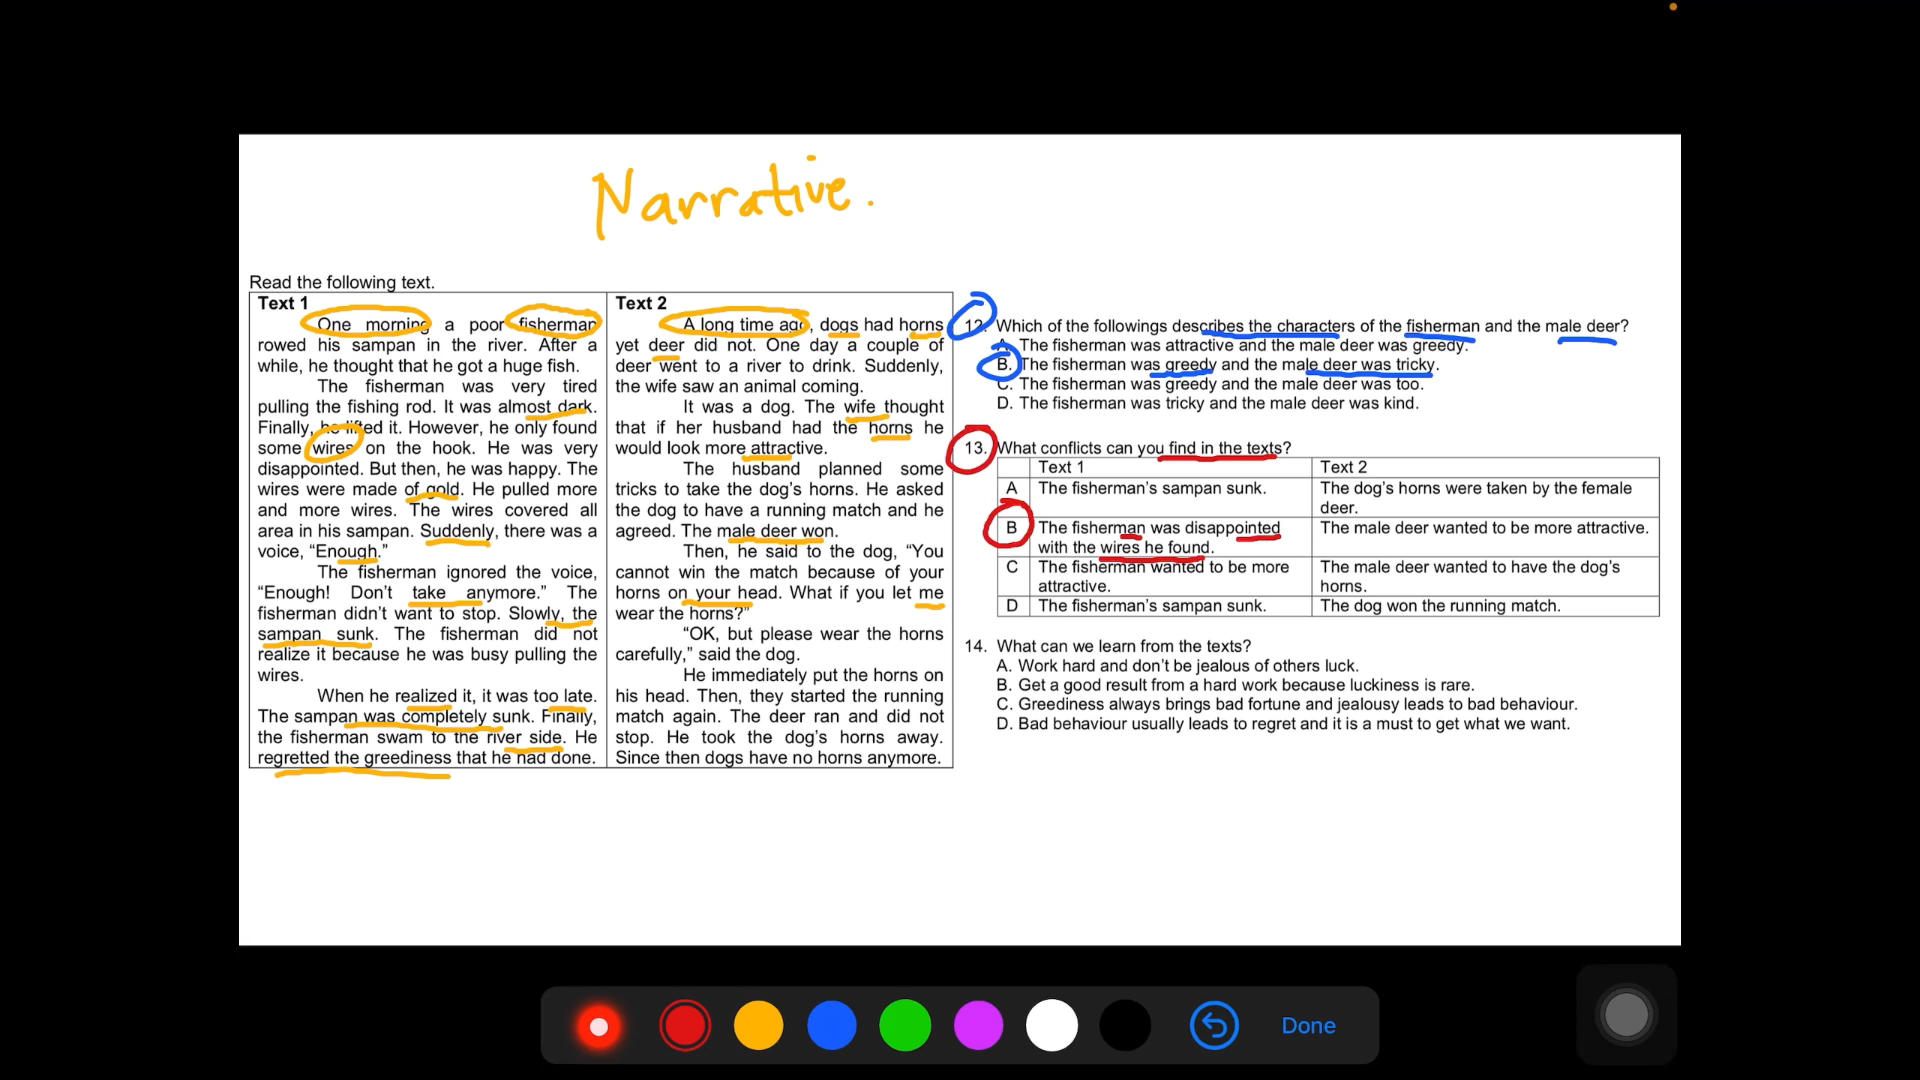 Narrative.
Read the following text.
Text 1
One morning a poor fisherman
rowed his sampan in the river. After a
while, he thought that he got a huge fish.
The fisherman was very tired
pulling the fishing rod. It was almost dark.
Finally, he lifted it. However, he only found
some wires on the hook. He was very
disappointed. But then, he was happy. The
wires were made of gold. He pulled more
and more wires. The wires covered all
area in his sampan. Suddenly, there was a
voice, “Enough.”
The fisherman ignored the voice,
“Enough! Don’t take anymore.” The
fisherman didn’t want to stop. Slowly, the
sampan sunk. The fisherman did not
realize it because he was busy pulling the
wires.
When he realized it, it was too late.
The sampan was completely sunk. Finally,
the fisherman swam to the river side. He
regretted the greediness that he had done.
Text 2
A long time ago, dogs had horns
yet deer did not. One day a couple of
deer went to a river to drink. Suddenly,
the wife saw an animal coming.
It was a dog. The wife thought
that if her husband had the horns he
would look more attractive.
The husband planned some
tricks to take the dog’s horns. He asked
the dog to have a running match and he
agreed. The male deer won.
Then, he said to the dog, “You
cannot win the match because of your
horns on your head. What if you let me
wear the horns?”
“OK, but please wear the horns
carefully,” said the dog.
He immediately put the horns on
his head. Then, they started the running
match again. The deer ran and did not
stop. He took the dog’s horns away.
Since then dogs have no horns anymore.
12. Which of the followings describes the characters of the fisherman and the male deer?
A. The fisherman was attractive and the male deer was greedy.
B. The fisherman was greedy and the male deer was tricky.
C. The fisherman was greedy and the male deer was too.
D. The fisherman was tricky and the male deer was kind.
13. What conflicts can you find in the texts?
Text 1 Text 2
A The fisherman’s sampan sunk. The dog’s horns were taken by the female
deer.
B The fisherman was disappointed The male deer wanted to be more attractive.
with the wires he found.
C The fisherman wanted to be more The male deer wanted to have the dog’s
attractive. horns.
D The fisherman’s sampan sunk. The dog won the running match.
14. What can we learn from the texts?
A. Work hard and don’t be jealous of others luck.
B. Get a good result from a hard work because luckiness is rare.
C. Greediness always brings bad fortune and jealousy leads to bad behaviour.
D. Bad behaviour usually leads to regret and it is a must to get what we want.
Done